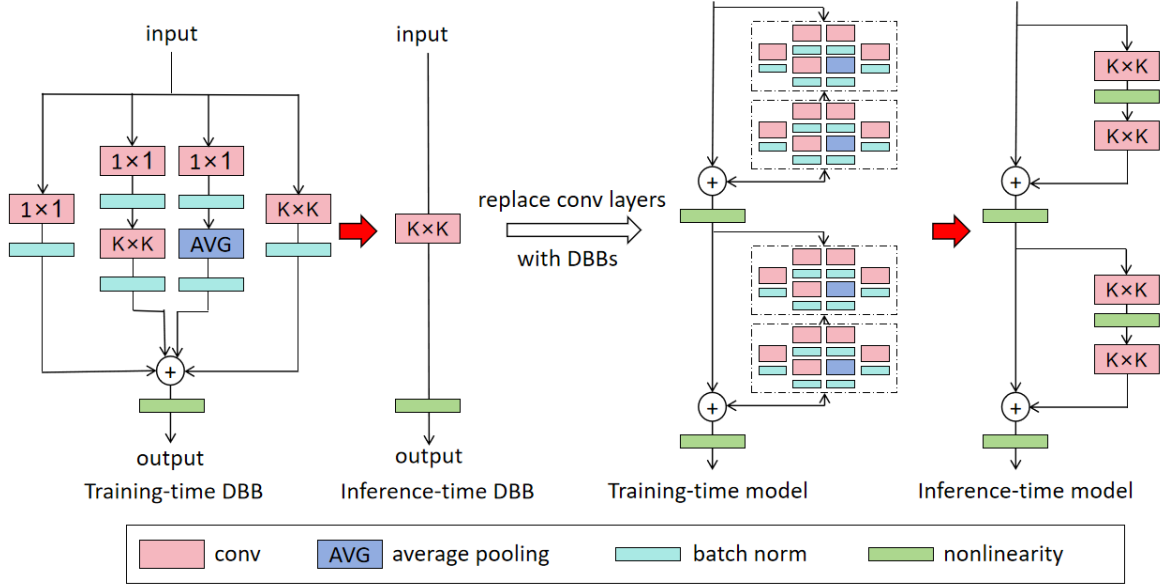 input
input
1×1
1×1
1×1
K×K
K×K
AVG
K×K
replace conv layers
with DBBs
K×K
K×K
K×K
K×K
+
+
+
+
+
output
output
Training-time DBB
Inference-time DBB
Training-time model
Inference-time model
conv
AVG
average pooling
batch norm
nonlinearity